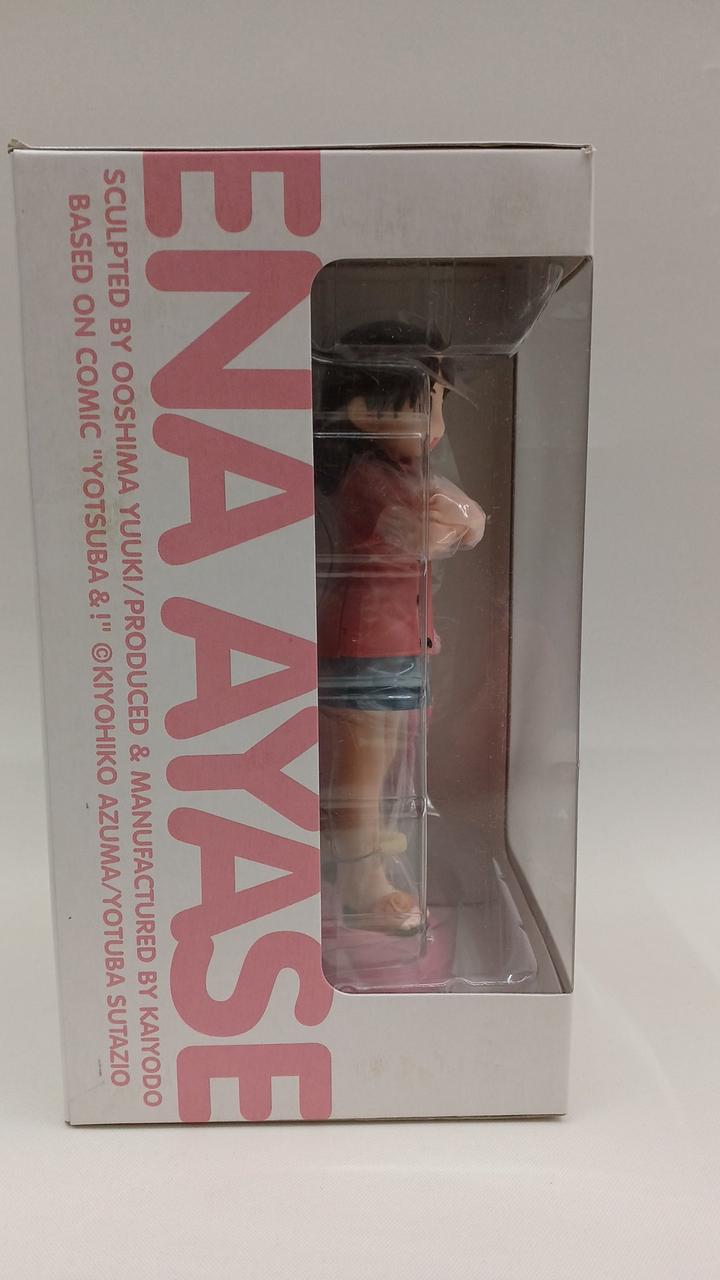 ENA AYASE
SCULPTED BY OOSHIMA YUUKI/PRODUCED & MANUFACTURED BY KAIYODO
BASED ON COMIC "YOTSUBA&!" ©KIYOHIKO AZUMA/YOTUBA SUTAZIO